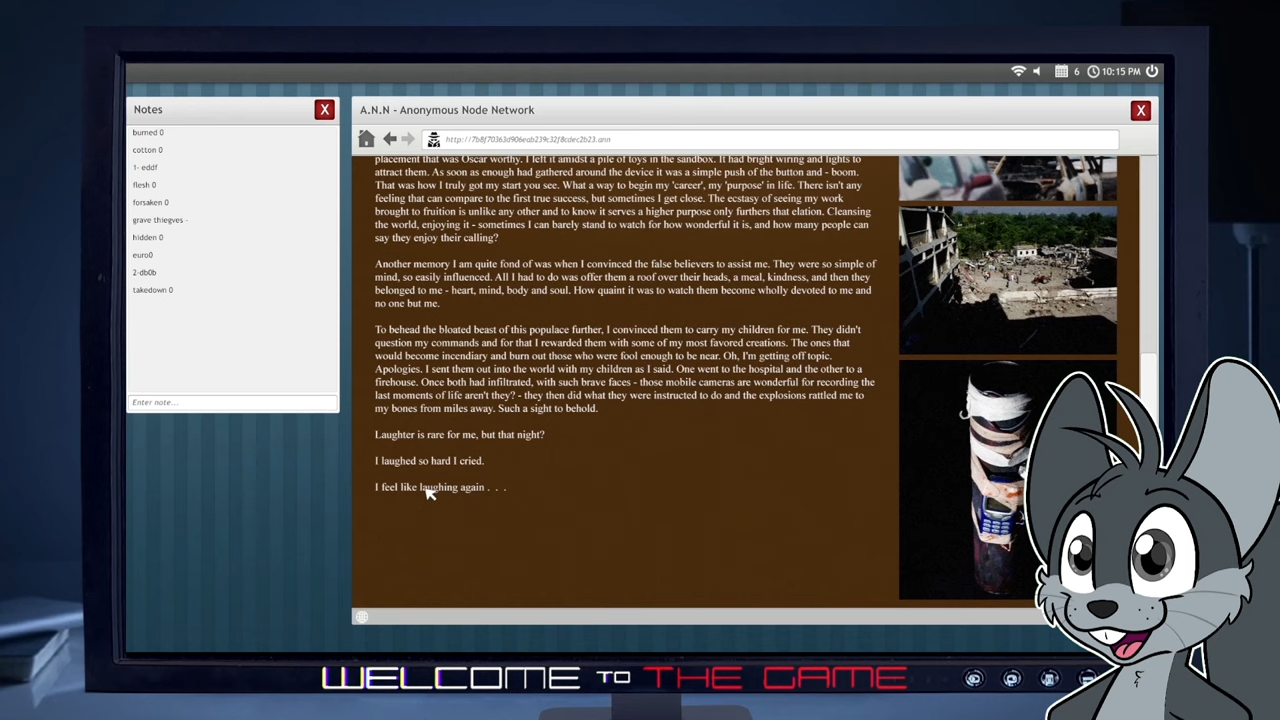 6 10:15 PM
Notes X
burned 0
cotton 0
1- eddf
flesh 0
forsaken 0
grave thiegves -
hidden 0
euro0
2-db0b
takedown 0
Enter note...
A.N.N - Anonymous Node Network X
http://7b8f70363d906eab239c32f8cdec2b23.ann
placement that was Oscar worthy. I left it amidst a pile of toys in the sandbox. It had bright wiring and lights to
attract them. As soon as enough had gathered around the device it was a simple push of the button and - boom.
That was how I truly got my start you see. What a way to begin my 'career', my 'purpose' in life. There isn't any
feeling that can compare to the first true success, but sometimes I get close. The ecstasy of seeing my work
brought to fruition is unlike any other and to know it serves a higher purpose only furthers that elation. Cleansing
the world, enjoying it - sometimes I can barely stand to watch for how wonderful it is, and how many people can
say they enjoy their calling?
Another memory I am quite fond of was when I convinced the false believers to assist me. They were so simple of
mind, so easily influenced. All I had to do was offer them a roof over their heads, a meal, kindness, and then they
belonged to me - heart, mind, body and soul. How quaint it was to watch them become wholly devoted to me and
no one but me.
To behead the bloated beast of this populace further, I convinced them to carry my children for me. They didn't
question my commands and for that I rewarded them with some of my most favored creations. The ones that
would become incendiary and burn out those who were fool enough to be near. Oh, I'm getting off topic.
Apologies. I sent them out into the world with my children as I said. One went to the hospital and the other to a
firehouse. Once both had infiltrated, with such brave faces - those mobile cameras are wonderful for recording the
last moments of life aren't they? - they then did what they were instructed to do and the explosions rattled me to
my bones from miles away. Such a sight to behold.
Laughter is rare for me, but that night?
I laughed so hard I cried.
I feel like laughing again . . .
WELCOME TO THE GAME